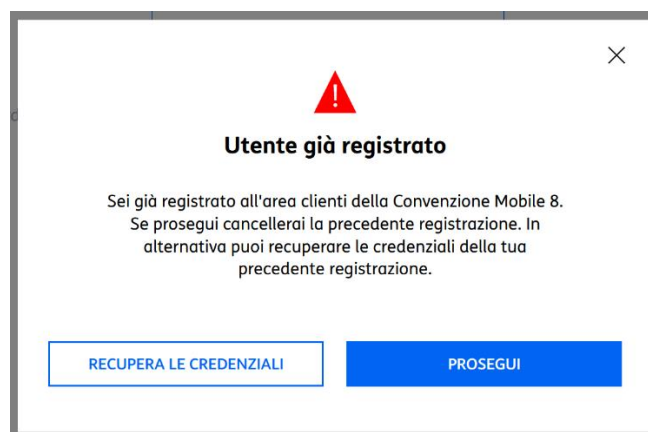 Utente già registrato
Sei già registrato all'area clienti della Convenzione Mobile 8.
Se prosegui cancellerai la precedente registrazione. In
alternativa puoi recuperare le credenziali della tua
precedente registrazione.
RECUPERA LE CREDENZIALI
PROSEGUI